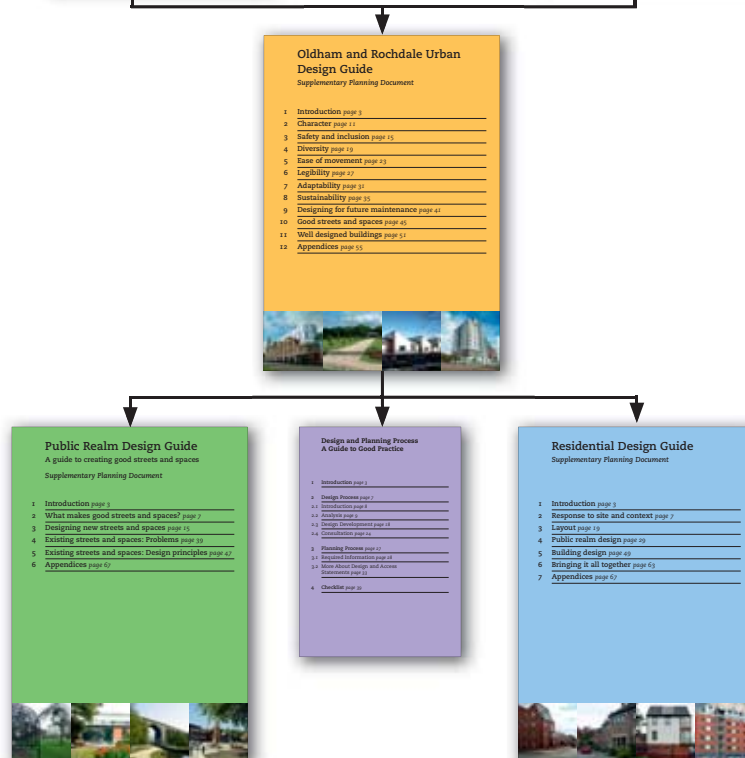 Oldham and Rochdale Urban
Design Guide
Supplementary Planning Document
1 Introduction page 3
2 Character page 11
3 Safety and inclusion page 15
4 Diversity page 19
5 Ease of movement page 23
6 Legibility page 27
7 Adaptability page 31
8 Sustainability page 35
9 Designing for future maintenance page 41
10 Good streets and spaces page 45
11 Well designed buildings page 51
12 Appendices page 55
Public Realm Design Guide
A guide to creating good streets and spaces
Supplementary Planning Document
1 Introduction page 3
2 What makes good streets and spaces? page 7
3 Designing new streets and spaces page 15
4 Existing streets and spaces: Problems page 39
5 Existing streets and spaces: Design principles page 47
6 Appendices page 67
Design and Planning Process
A Guide to Good Practice
1 Introduction page 3
2 Design Process page 7
2.1 Introduction page 8
2.2 Analysis page 9
2.3 Design Development page 18
2.4 Consultation page 24
3 Planning Process page 27
3.1 Required Information page 28
3.2 More About Design and Access
Statements page 33
4 Checklist page 35
Residential Design Guide
Supplementary Planning Document
1 Introduction page 3
2 Response to site and context page 7
3 Layout page 19
4 Public realm design page 29
5 Building design page 49
6 Bringing it all together page 63
7 Appendices page 67